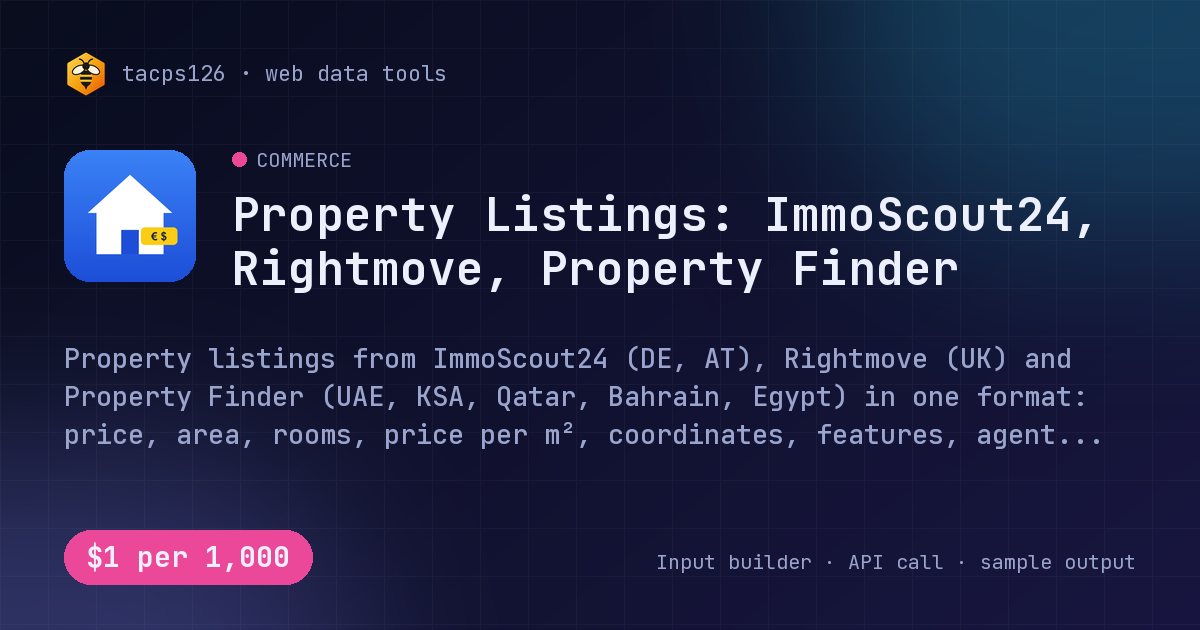 tacps126 · web data tools
COMMERCE
Property Listings: ImmoScout24,
Rightmove, Property Finder
€ $
Property listings from ImmoScout24 (DE, AT), Rightmove (UK) and
Property Finder (UAE, KSA, Qatar, Bahrain, Egypt) in one format:
price, area, rooms, price per m², coordinates, features, agent...
$1 per 1,000
Input builder · API call · sample output